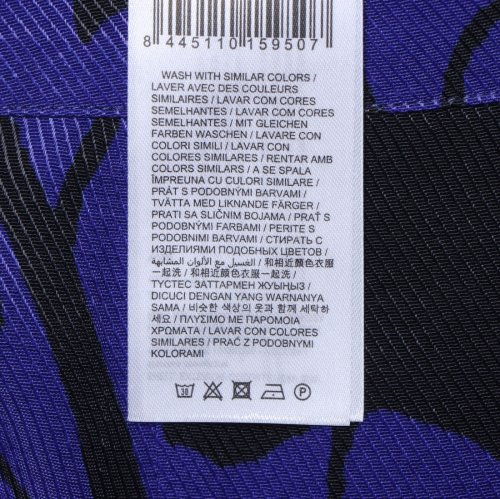 8 445110 159507
WASH WITH SIMILAR COLORS /
LAVER AVEC DES COULEURS
SIMILAIRES / LAVAR COM CORES
SEMELHANTES / LAVAR COM CORES
SEMELHANTES / MIT GLEICHEN
FARBEN WASCHEN / LAVARE CON
COLORI SIMILI / LAVAR CON
COLORES SIMILARES / RENTAR AMB
COLORS SIMILARS / A SE SPALA
ÎMPREUNA CU CULORI SIMILARE /
PRÁT S PODOBNÝMI BARVAMI /
TVÄTTA MED LIKNANDE FÄRGER /
PRATI SA SLIČNIM BOJAMA / PRAŤ S
PODOBNÝMI FARBAMI / PERITE S
PODOBNIMI BARVAMI / СТИРАТЬ С
ИЗДЕЛИЯМИ ПОДОБНЫХ ЦВЕТОВ /
和相近颜色衣服 / الغسيل مع الألوان المشابهة
一起洗 / 和相近顏色衣服一起洗 /
ТҮСТЕС ЗАТТАРМЕН ЖУЫҢЫЗ /
DICUCI DENGAN YANG WARNANYA
SAMA / 비슷한 색상의 옷과 함께 세탁하
세요 / ΠΛΥΣΙΜΟ ΜΕ ΠΑΡΟΜΟΙΑ
ΧΡΩΜΑΤΑ / LAVAR CON COLORES
SIMILARES / PRAĆ Z PODOBNYMI
KOLORAMI
30
P